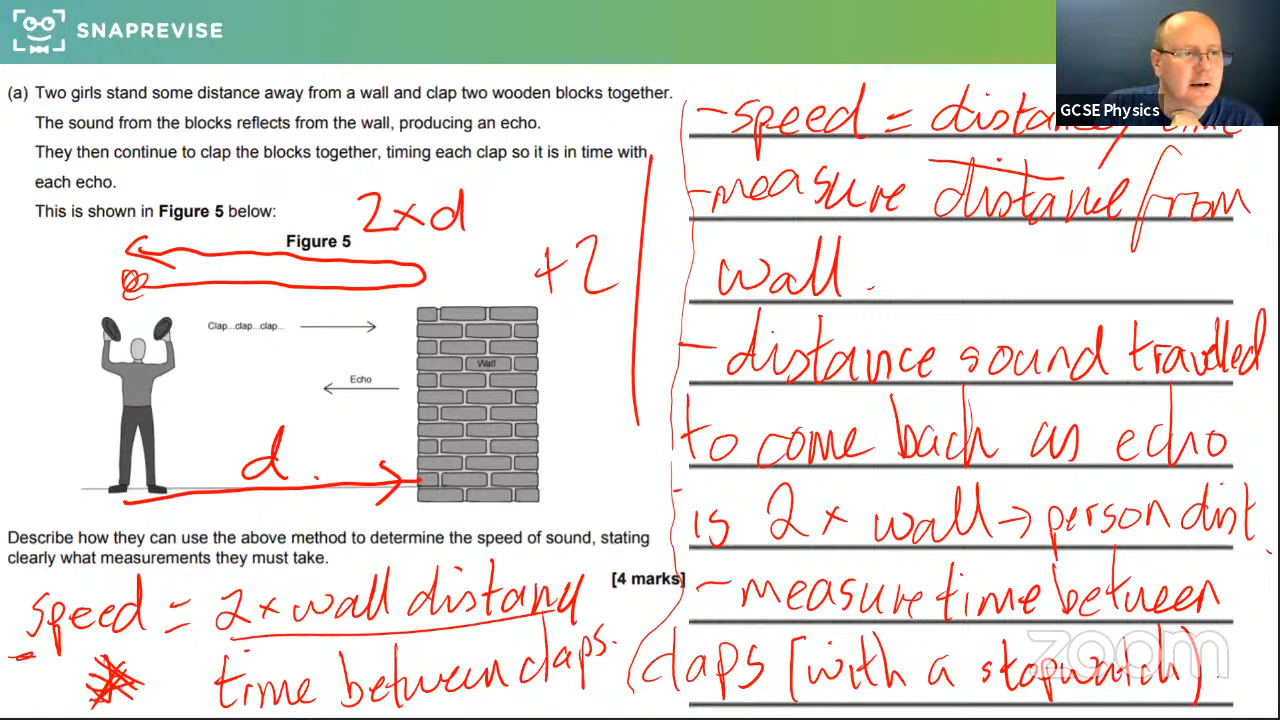 SNAPREVISE
GCSE Physics
(a) Two girls stand some distance away from a wall and clap two wooden blocks together.
The sound from the blocks reflects from the wall, producing an echo.
They then continue to clap the blocks together, timing each clap so it is in time with
each echo.
This is shown in Figure 5 below:
2×d
Figure 5
+2
Clap...clap...clap...
Wall
Echo
d
Describe how they can use the above method to determine the speed of sound, stating
clearly what measurements they must take.
[4 marks]
speed = 2 × wall distance
time between claps.
- speed = distance/time
- measure distance from
wall.
- distance sound travelled
to come back as echo
is 2 × wall → person dist.
- measure time between
claps (with a stopwatch)
zoom